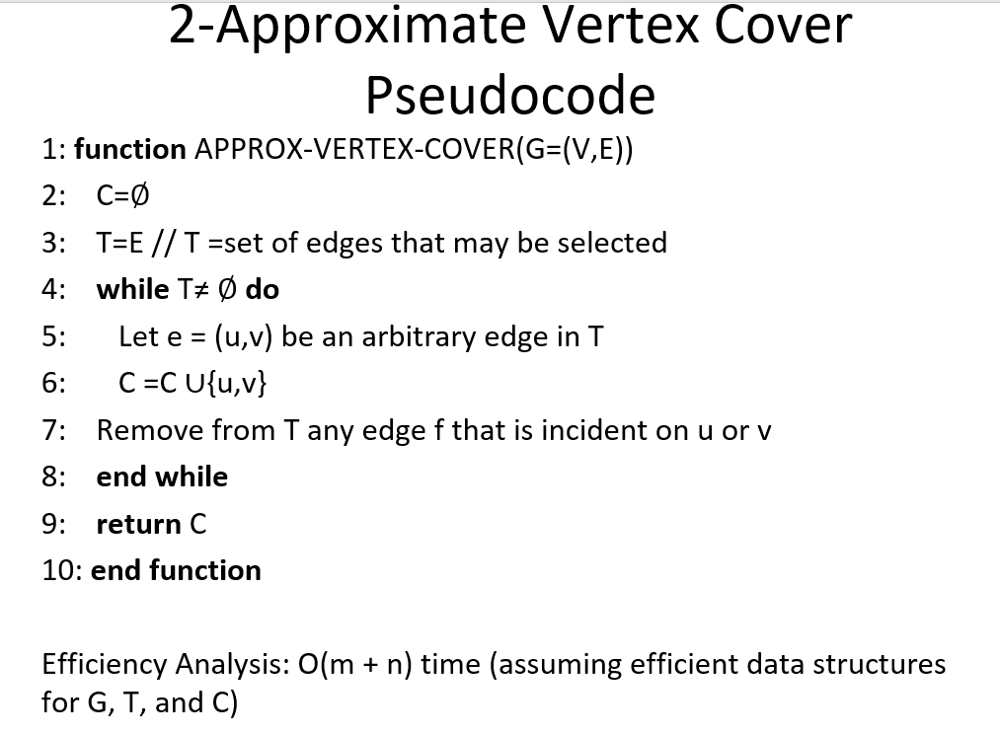 2-Approximate Vertex Cover
Pseudocode
1: function APPROX-VERTEX-COVER(G=(V,E))
2: C=Ø
3: T=E // T =set of edges that may be selected
4: while T≠ Ø do
5: Let e = (u,v) be an arbitrary edge in T
6: C =C ∪{u,v}
7: Remove from T any edge f that is incident on u or v
8: end while
9: return C
10: end function
Efficiency Analysis: O(m + n) time (assuming efficient data structures
for G, T, and C)